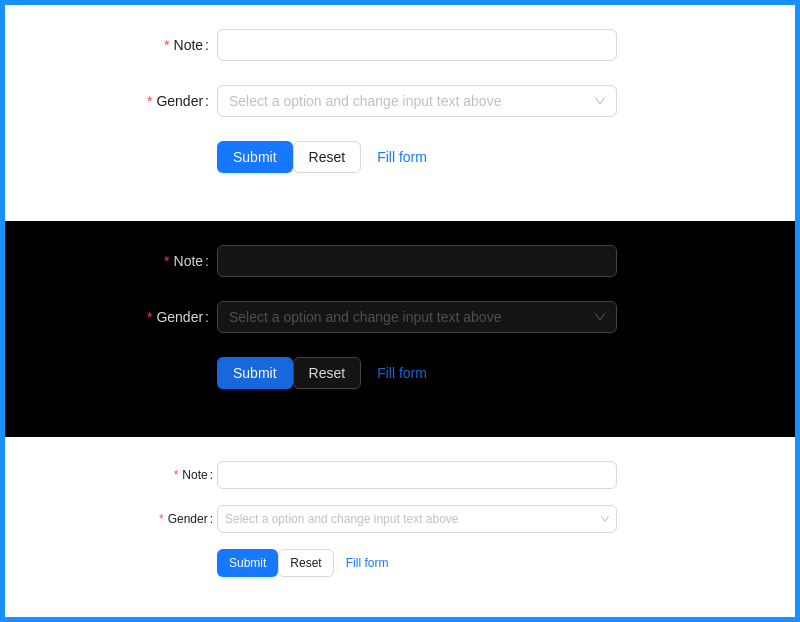 * Note:
* Gender: Select a option and change input text above
Submit Reset Fill form
* Note:
* Gender: Select a option and change input text above
Submit Reset Fill form
* Note:
* Gender: Select a option and change input text above
Submit Reset Fill form